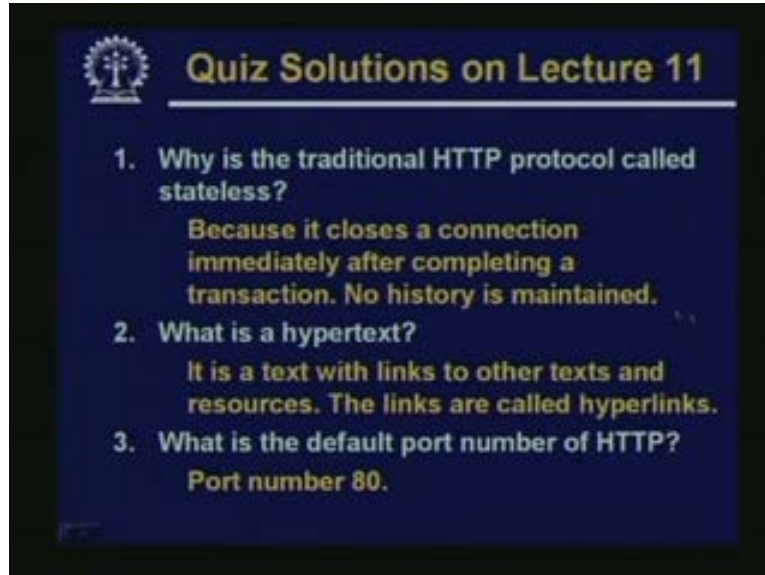 Quiz Solutions on Lecture 11
1. Why is the traditional HTTP protocol called
stateless?
Because it closes a connection
immediately after completing a
transaction. No history is maintained.
2. What is a hypertext?
It is a text with links to other texts and
resources. The links are called hyperlinks.
3. What is the default port number of HTTP?
Port number 80.